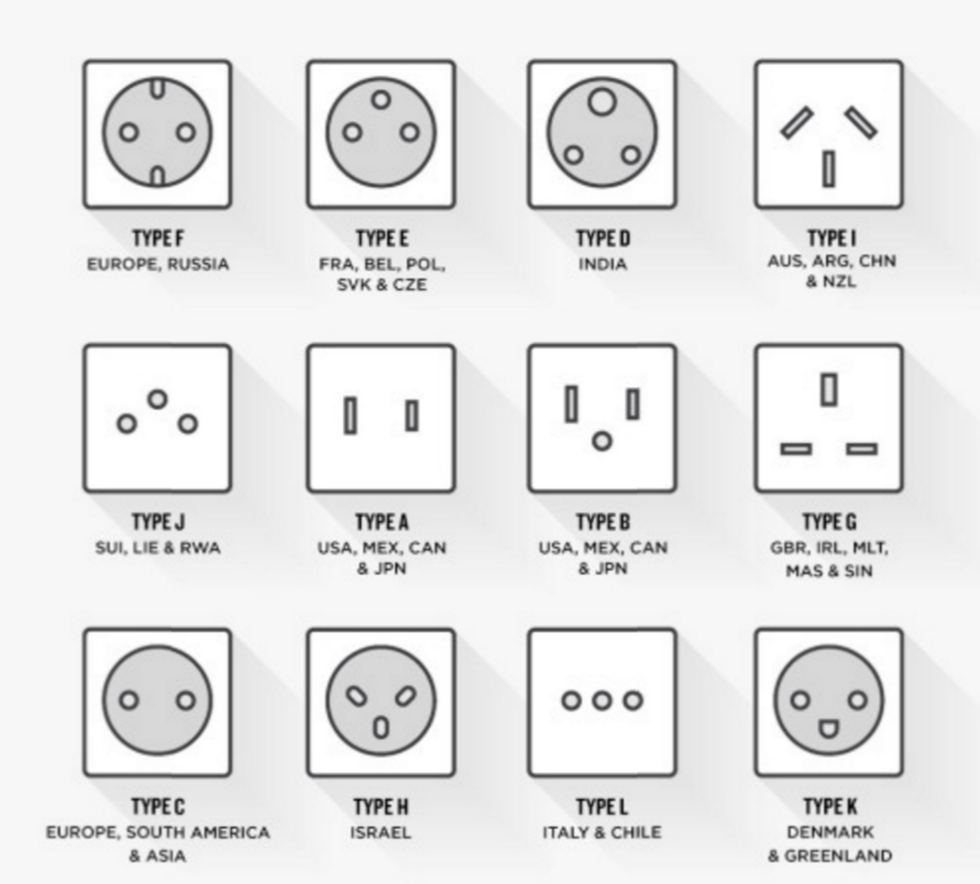 TYPE F
EUROPE, RUSSIA
TYPE E
FRA, BEL, POL,
SVK & CZE
TYPE D
INDIA
TYPE I
AUS, ARG, CHN
& NZL
TYPE J
SUI, LIE & RWA
TYPE A
USA, MEX, CAN
& JPN
TYPE B
USA, MEX, CAN
& JPN
TYPE G
GBR, IRL, MLT,
MAS & SIN
TYPE C
EUROPE, SOUTH AMERICA
& ASIA
TYPE H
ISRAEL
TYPE L
ITALY & CHILE
TYPE K
DENMARK
& GREENLAND